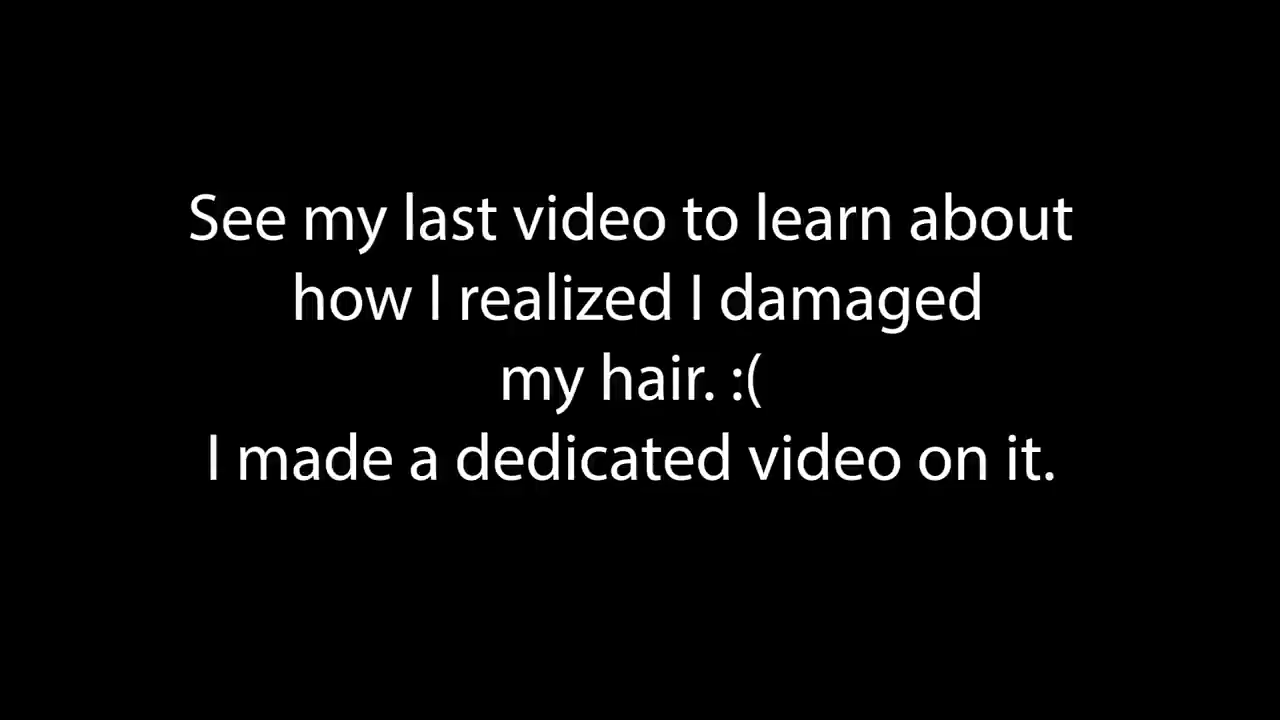 See my last video to learn about
how I realized I damaged
my hair. :(
I made a dedicated video on it.